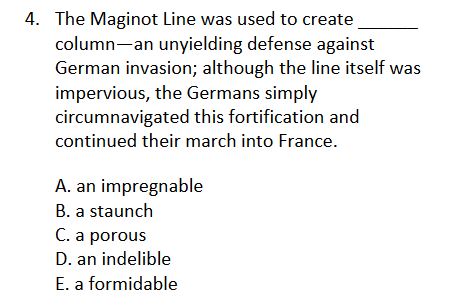 4. The Maginot Line was used to create ______
column—an unyielding defense against
German invasion; although the line itself was
impervious, the Germans simply
circumnavigated this fortification and
continued their march into France.
A. an impregnable
B. a staunch
C. a porous
D. an indelible
E. a formidable